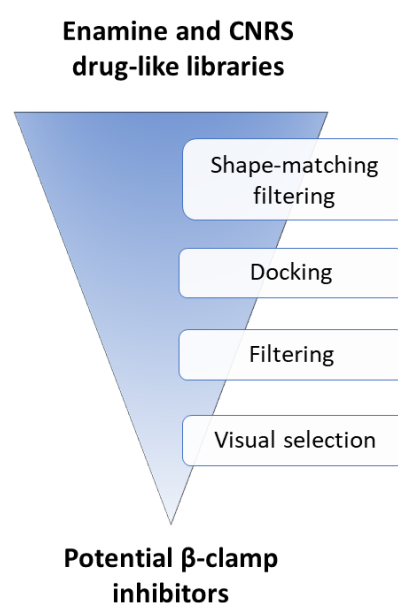 Enamine and CNRS
drug-like libraries
Shape-matching
filtering
Docking
Filtering
Visual selection
Potential β-clamp
inhibitors